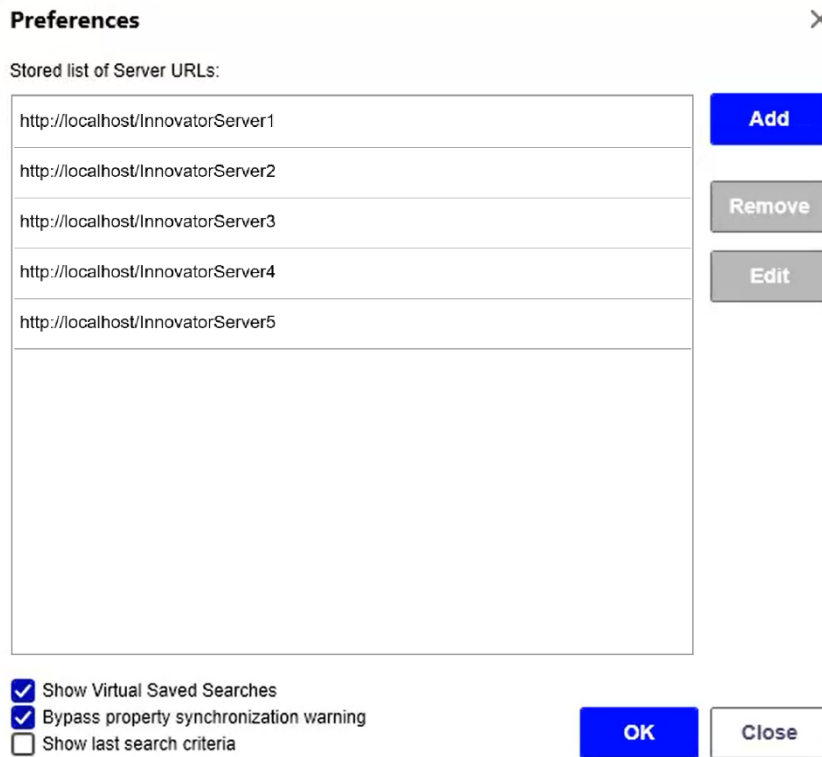 Preferences
Stored list of Server URLs:
http://localhost/InnovatorServer1
Add
http://localhost/InnovatorServer2
Remove
http://localhost/InnovatorServer3
http://localhost/InnovatorServer4
Edit
http://localhost/InnovatorServer5
Show Virtual Saved Searches
Bypass property synchronization warning
Show last search criteria
OK
Close